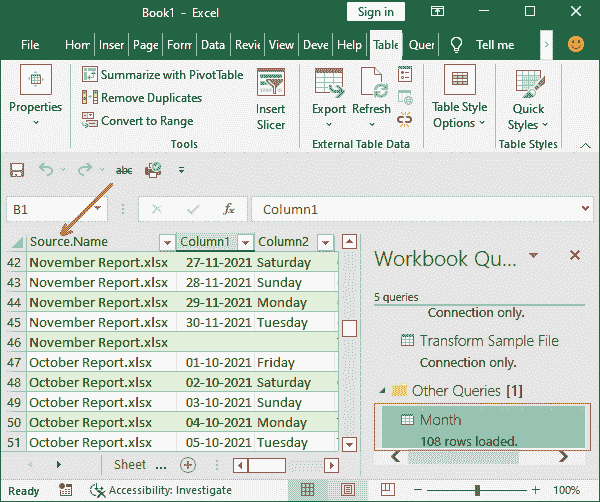 Book1 - Excel
Sign in
File Hom Inser Page Forn Data Revie View Deve Help Table Quer Tell me
Properties
Summarize with PivotTable
Remove Duplicates
Convert to Range
Tools
Insert Slicer
Export Refresh
External Table Data
Table Style Options
Quick Styles
Table Styles
abc
B1 fx Column1
Source.Name Column1 Column2
42 November Report.xlsx 27-11-2021 Saturday
43 November Report.xlsx 28-11-2021 Sunday
44 November Report.xlsx 29-11-2021 Monday
45 November Report.xlsx 30-11-2021 Tuesday
46 November Report.xlsx
47 October Report.xlsx 01-10-2021 Friday
48 October Report.xlsx 02-10-2021 Saturday
49 October Report.xlsx 03-10-2021 Sunday
50 October Report.xlsx 04-10-2021 Monday
51 October Report.xlsx 05-10-2021 Tuesday
Workbook Qu...
5 queries
Connection only.
Transform Sample File
Connection only.
Other Queries [1]
Month
108 rows loaded.
Sheet ...
Ready Accessibility: Investigate 100%